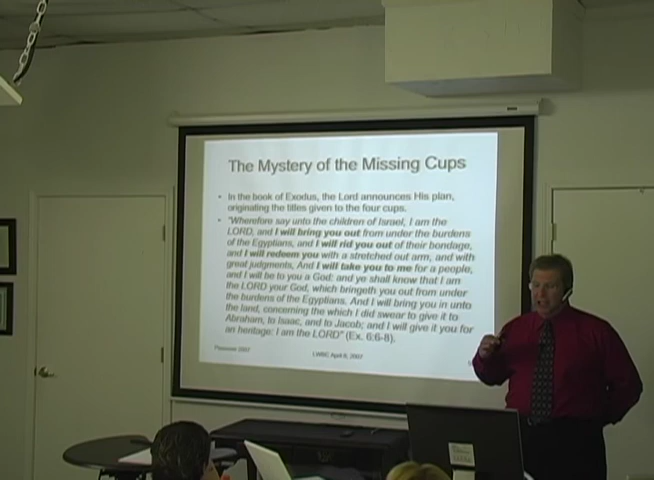 The Mystery of the Missing Cups
• In the book of Exodus, the Lord announces His plan,
originating the titles given to the four cups.
• "Wherefore say unto the children of Israel, I am the
LORD, and I will bring you out from under the burdens
of the Egyptians, and I will rid you out of their bondage,
and I will redeem you with a stretched out arm, and with
great judgments, And I will take you to me for a people,
and I will be to you a God: and ye shall know that I am
the LORD your God, which bringeth you out from under
the burdens of the Egyptians. And I will bring you in unto
the land, concerning the which I did swear to give it to
Abraham, to Isaac, and to Jacob; and I will give it you for
an heritage: I am the LORD" (Ex. 6:6-8).
Passover 2007
LWBC April 6, 2007